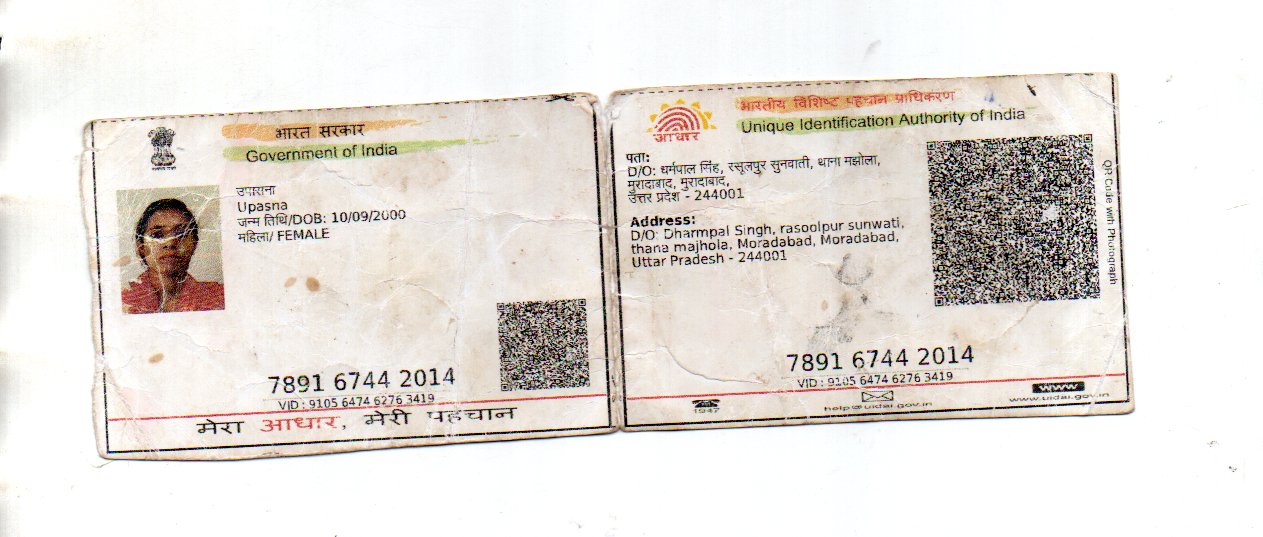 भारत सरकार
Government of India
उपासना
Upasna
जन्म तिथि/DOB: 10/09/2000
महिला/ FEMALE
7891 6744 2014
VID : 9105 6474 6276 3419
मेरा आधार, मेरी पहचान
भारतीय विशिष्ट पहचान प्राधिकरण
Unique Identification Authority of India
आधार
पता:
D/O: धर्मपाल सिंह, रसूलपुर सुनवाती, थाना मझोला,
मुरादाबाद, मुरादाबाद,
उत्तर प्रदेश - 244001
Address:
D/O: Dharmpal Singh, rasoolpur sunwati,
thana majhola, Moradabad, Moradabad,
Uttar Pradesh - 244001
QR Code with Photograph
7891 6744 2014
VID : 9105 6474 6276 3419
1947
help@uidai.gov.in
www
www.uidai.gov.in